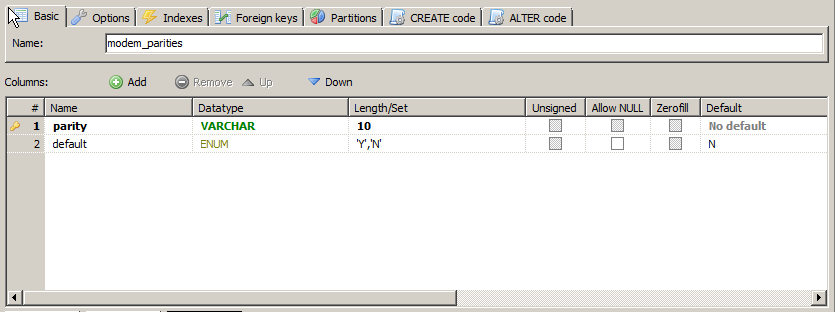 Basic Options Indexes Foreign keys Partitions CREATE code ALTER code
Name: modem_parities
Columns: Add Remove Up Down
# Name Datatype Length/Set Unsigned Allow NULL Zerofill Default
1 parity VARCHAR 10 No default
2 default ENUM 'Y','N' N